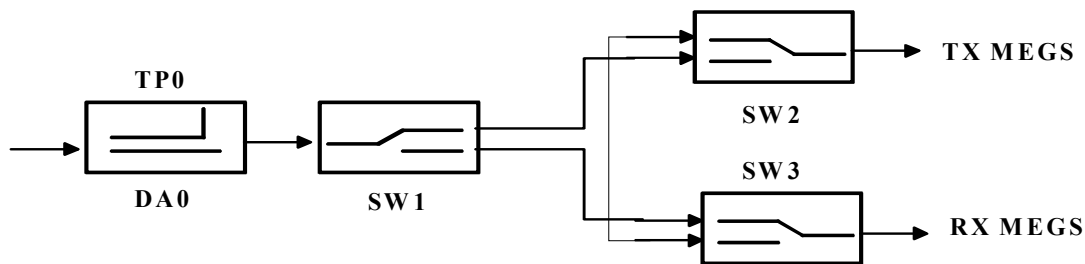 TX MEGS
TP0
SW2
SW3
DA0
SW1
RX MEGS